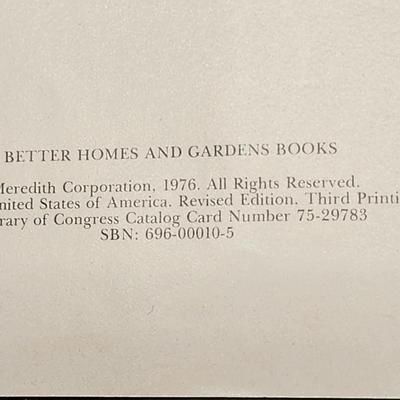 BETTER HOMES AND GARDENS BOOKS
Meredith Corporation, 1976. All Rights Reserved.
nited States of America. Revised Edition. Third Printi
rary of Congress Catalog Card Number 75-29783
SBN: 696-00010-5